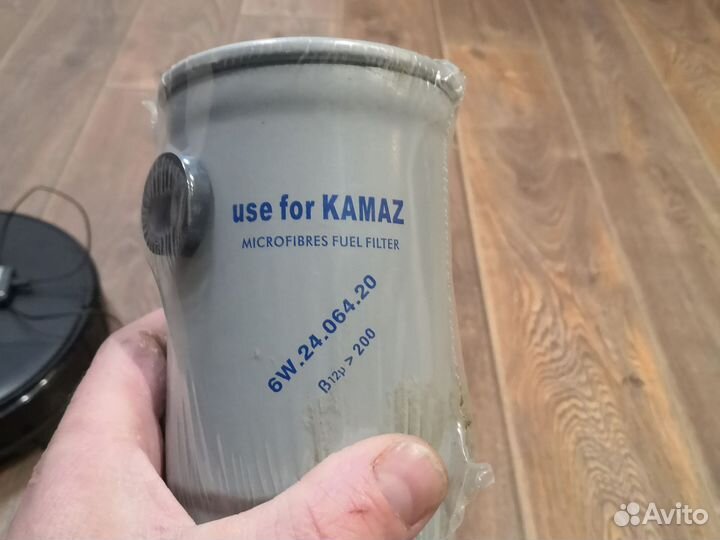 use for KAMAZ
MICROFIBRES FUEL FILTER
6W.24.064.20
β12μ > 200
Avito